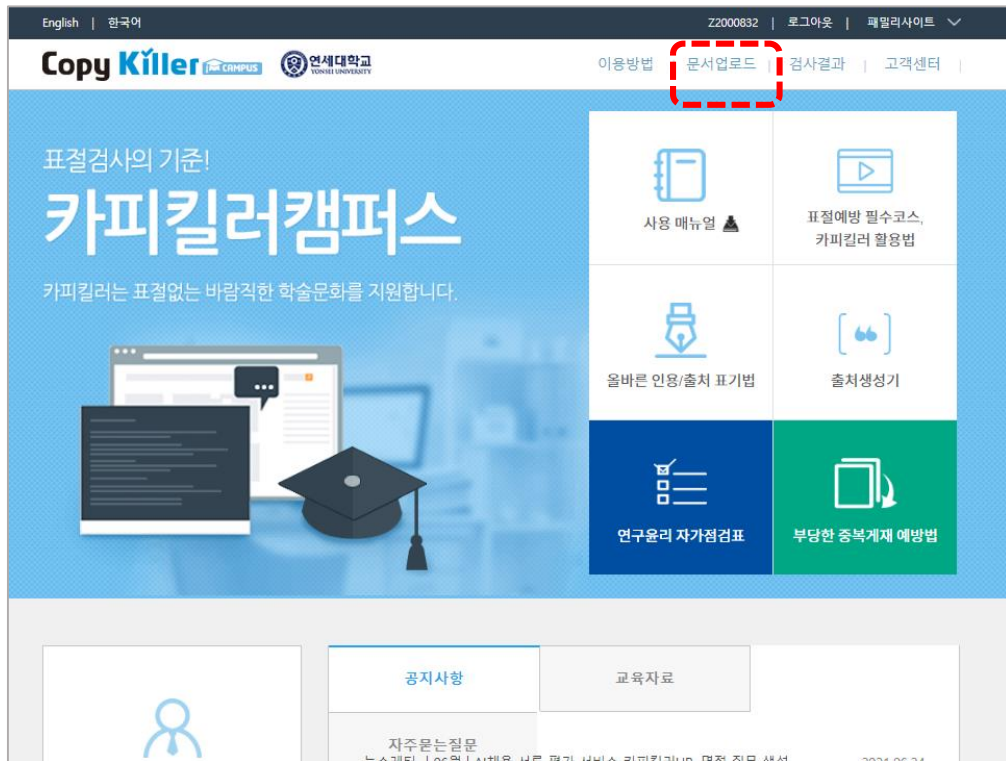 English | 한국어
Z2000832 | 로그아웃 | 패밀리사이트
Copy Killer CAMPUS 연세대학교
YONSEI UNIVERSITY
이용방법 | 문서업로드 | 검사결과 | 고객센터 |
표절검사의 기준!
카피킬러캠퍼스
카피킬러는 표절없는 바람직한 학술문화를 지원합니다.
사용 매뉴얼
표절예방 필수코스,
카피킬러 활용법
올바른 인용/출처 표기법
출처생성기
연구윤리 자가점검표
부당한 중복게재 예방법
공지사항
교육자료
자주묻는질문